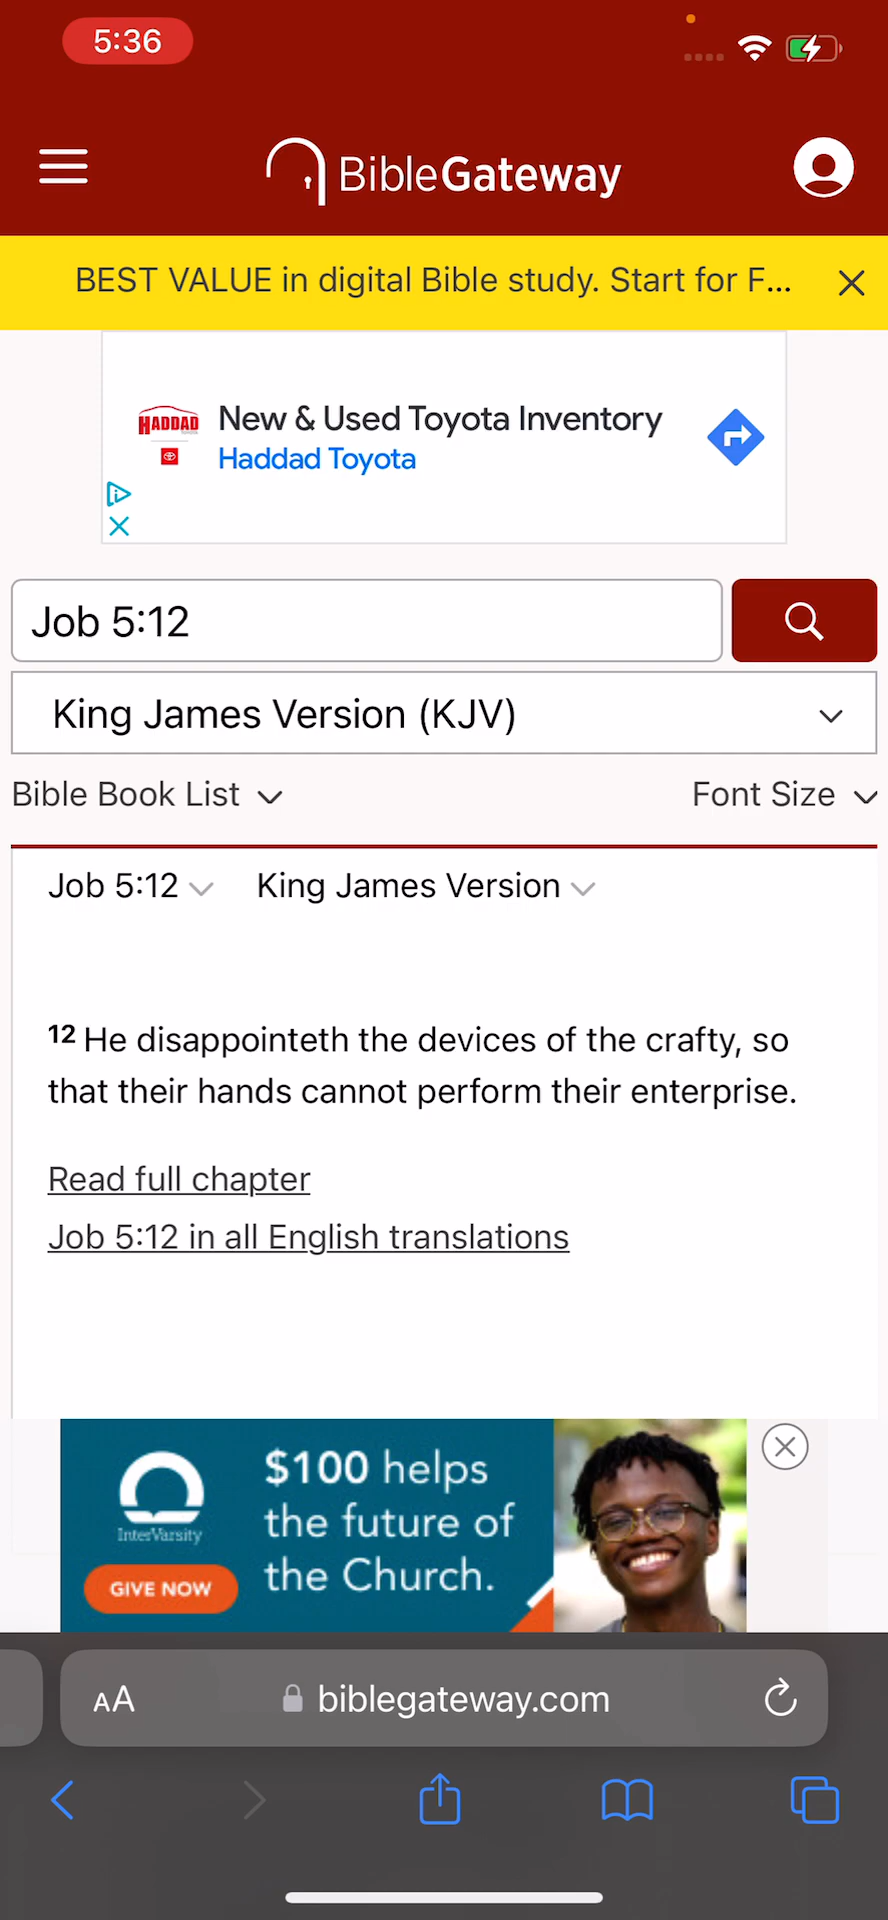 5:36
BibleGateway
BEST VALUE in digital Bible study. Start for F...
HADDAD
New & Used Toyota Inventory
Haddad Toyota
Job 5:12
King James Version (KJV)
Bible Book List
Font Size
Job 5:12
King James Version
12 He disappointeth the devices of the crafty, so
that their hands cannot perform their enterprise.
Read full chapter
Job 5:12 in all English translations
InterVarsity
GIVE NOW
$100 helps
the future of
the Church.
AA
biblegateway.com